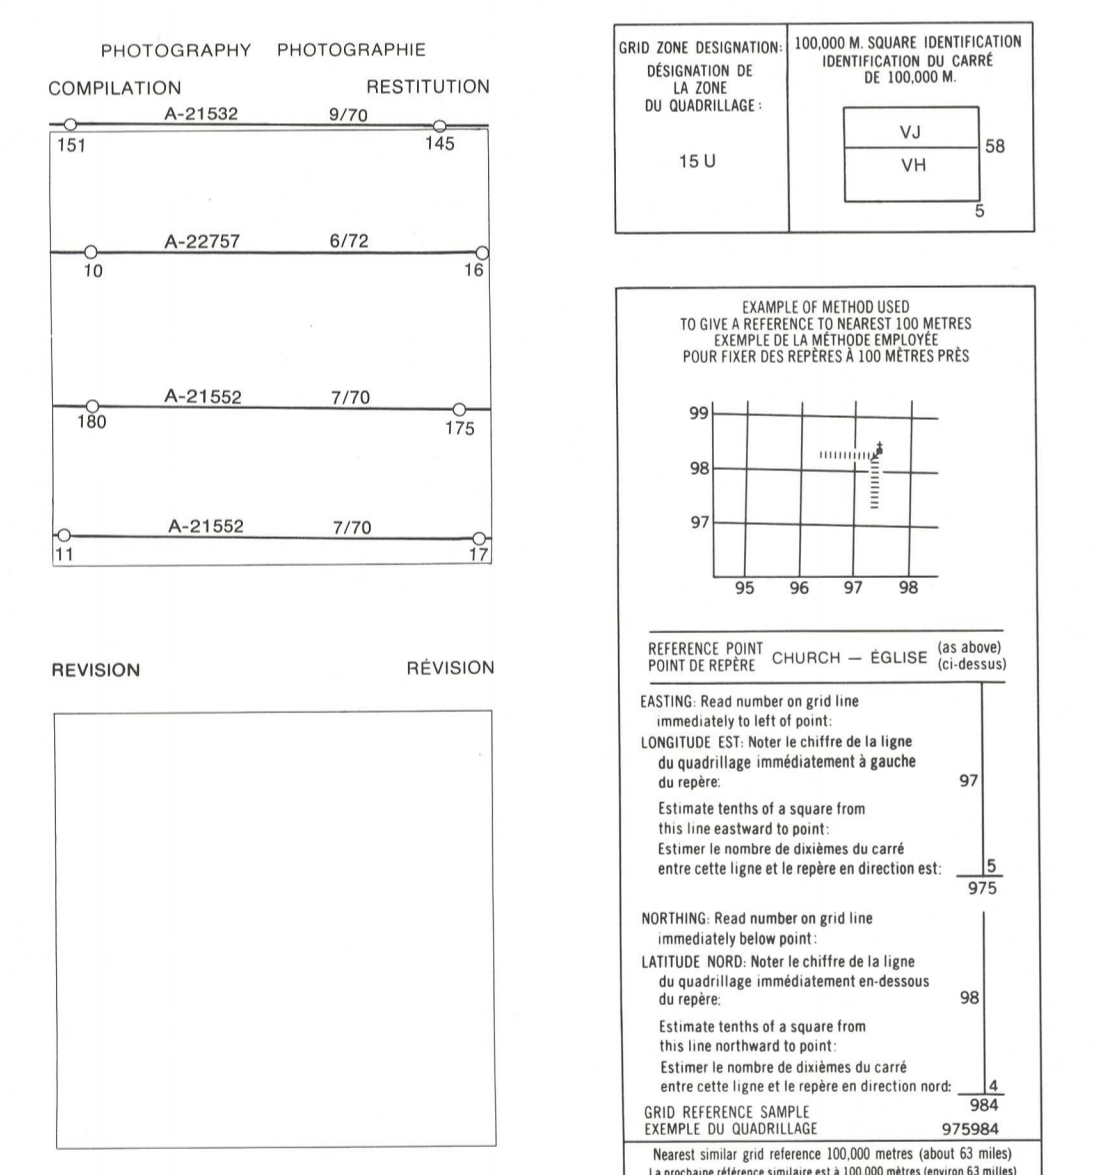 PHOTOGRAPHY PHOTOGRAPHIE
COMPILATION RESTITUTION
A-21532 9/70
151 145
A-22757 6/72
10 16
A-21552 7/70
180 175
A-21552 7/70
11 17
REVISION RÉVISION
GRID ZONE DESIGNATION:
DÉSIGNATION DE
LA ZONE
DU QUADRILLAGE :
15 U
100,000 M. SQUARE IDENTIFICATION
IDENTIFICATION DU CARRÉ
DE 100,000 M.
VJ
58
VH
5
EXAMPLE OF METHOD USED
TO GIVE A REFERENCE TO NEAREST 100 METRES
EXEMPLE DE LA MÉTHODE EMPLOYÉE
POUR FIXER DES REPÈRES À 100 MÈTRES PRÈS
99
98
97
95 96 97 98
REFERENCE POINT
POINT DE REPÈRE
CHURCH — ÉGLISE
(as above)
(ci-dessus)
EASTING: Read number on grid line
immediately to left of point:
LONGITUDE EST: Noter le chiffre de la ligne
du quadrillage immédiatement à gauche
du repère: 97
Estimate tenths of a square from
this line eastward to point:
Estimer le nombre de dixièmes du carré
entre cette ligne et le repère en direction est: 5
975
NORTHING: Read number on grid line
immediately below point:
LATITUDE NORD: Noter le chiffre de la ligne
du quadrillage immédiatement en-dessous
du repère: 98
Estimate tenths of a square from
this line northward to point:
Estimer le nombre de dixièmes du carré
entre cette ligne et le repère en direction nord: 4
984
GRID REFERENCE SAMPLE
EXEMPLE DU QUADRILLAGE 975984
Nearest similar grid reference 100,000 metres (about 63 miles)
La prochaine référence similaire est à 100,000 mètres (environ 63 milles)